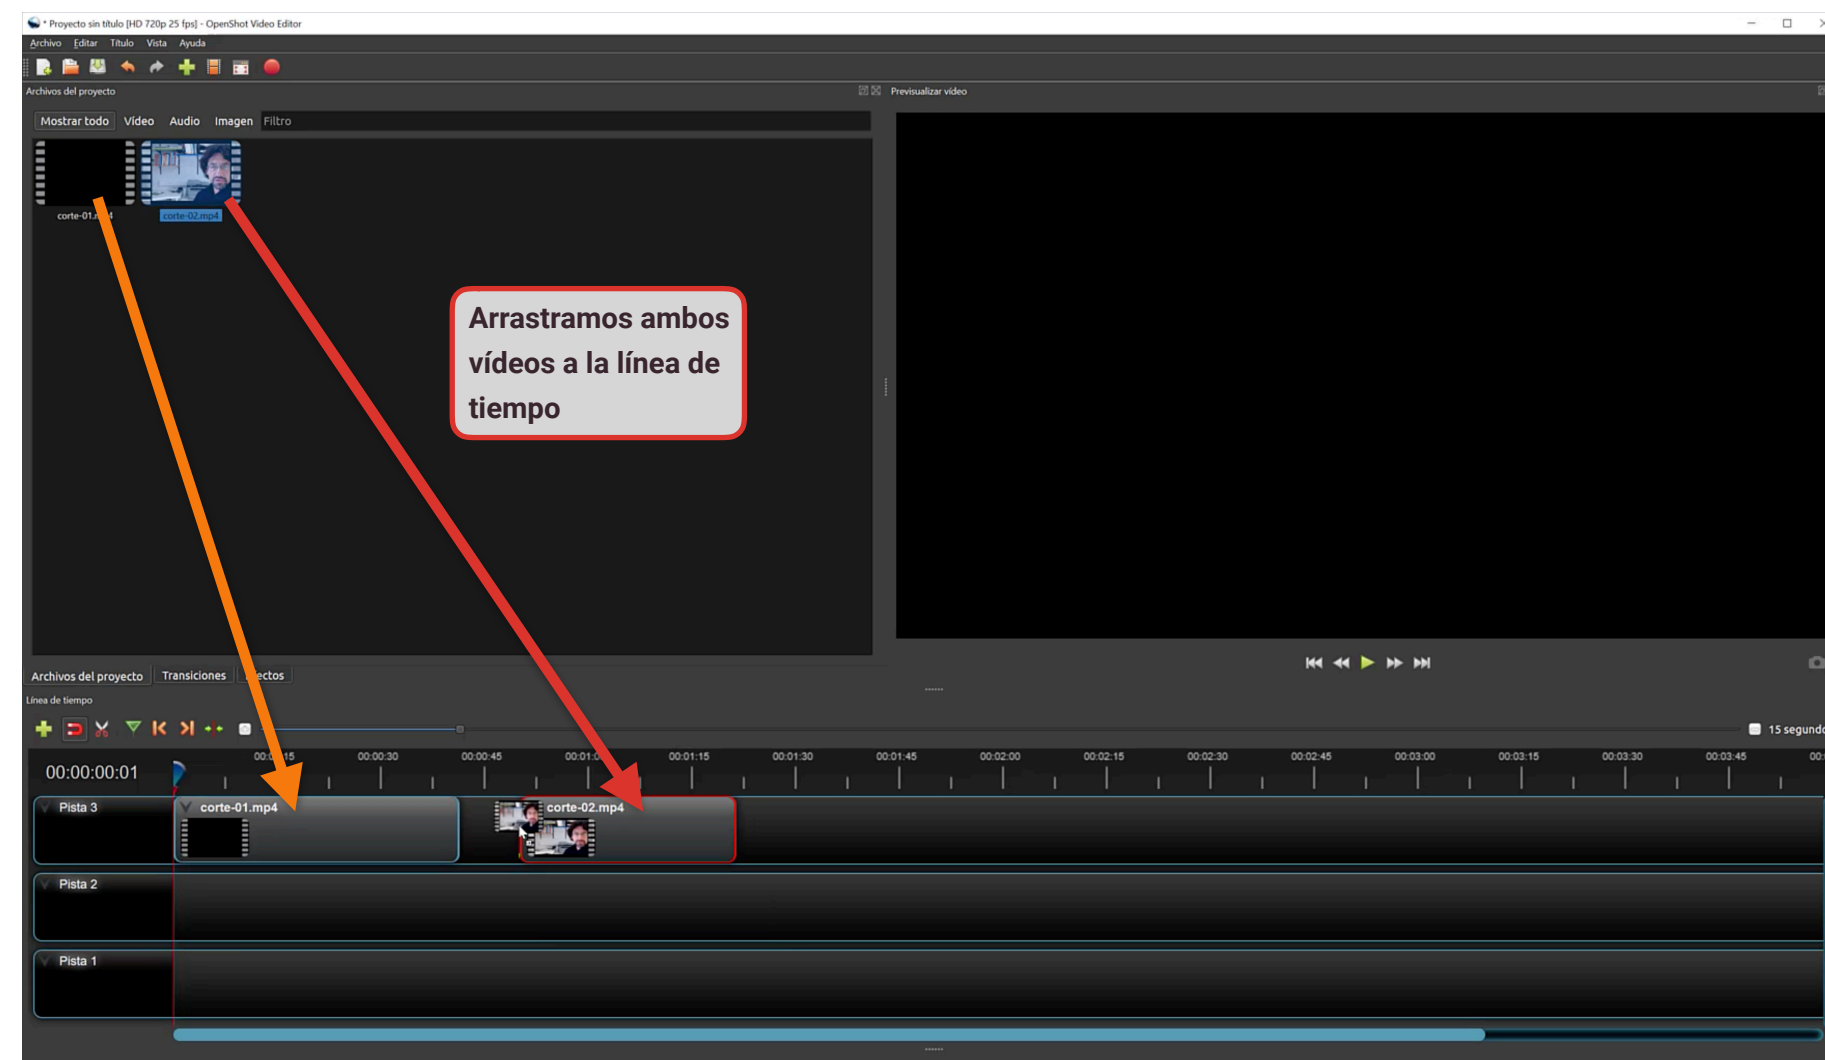 * Proyecto sin título [HD 720p 25 fps] - OpenShot Video Editor
Archivo Editar Título Vista Ayuda
Archivos del proyecto
Previsualizar vídeo
Mostrar todo Vídeo Audio Imagen Filtro
corte-02.mp4
Arrastramos ambos
vídeos a la línea de
tiempo
Archivos del proyecto Transiciones
Línea de tiempo
15 segundo
00:00:30 00:00:45 00:01:15 00:01:30 00:01:45 00:02:00 00:02:15 00:02:30 00:02:45 00:03:00 00:03:15 00:03:30 00:03:45
00:00:00:01
Pista 3 corte-01.mp4 corte-02.mp4
Pista 2
Pista 1